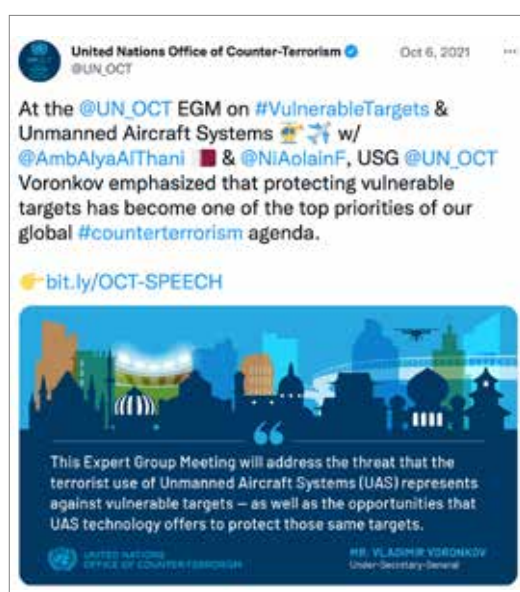 United Nations Office of Counter-Terrorism
Oct 6, 2021
@UN_OCT
At the @UN_OCT EGM on #VulnerableTargets &
Unmanned Aircraft Systems 🚁 ✈️ w/
@AmbAlyaAlThani 🇶🇦 & @NiAolainF, USG @UN_OCT
Voronkov emphasized that protecting vulnerable
targets has become one of the top priorities of our
global #counterterrorism agenda.
👉bit.ly/OCT-SPEECH
This Expert Group Meeting will address the threat that the
terrorist use of Unmanned Aircraft Systems (UAS) represents
against vulnerable targets – as well as the opportunities that
UAS technology offers to protect those same targets.
UNITED NATIONS
OFFICE OF COUNTER-TERRORISM
MR. VLADIMIR VORONKOV
Under-Secretary-General